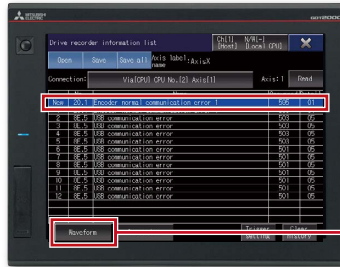 MITSUBISHI ELECTRIC
GOT2000
Drive recorder information list
Ch[1] N/W[-]
[Host] [Local CPU]
Open Save Save all Axis label: AxisX
name
Connection: Via[CPU] CPU No.[2] Axis[1] Axis: 1 Read
New 20.1 Encoder normal communication error 1 505 01
2 8E.5 USB communication error 503 05
3 8E.5 USB communication error 503 05
4 8E.5 USB communication error 503 05
5 8E.5 USB communication error 503 05
6 8E.5 USB communication error 501 05
7 8E.5 USB communication error 501 05
8 8E.5 USB communication error 501 05
9 8E.5 USB communication error 501 05
10 8E.5 USB communication error 501 05
11 8E.5 USB communication error 501 05
12 8E.5 USB communication error 501 05
Waveform Trigger Clear
setting history